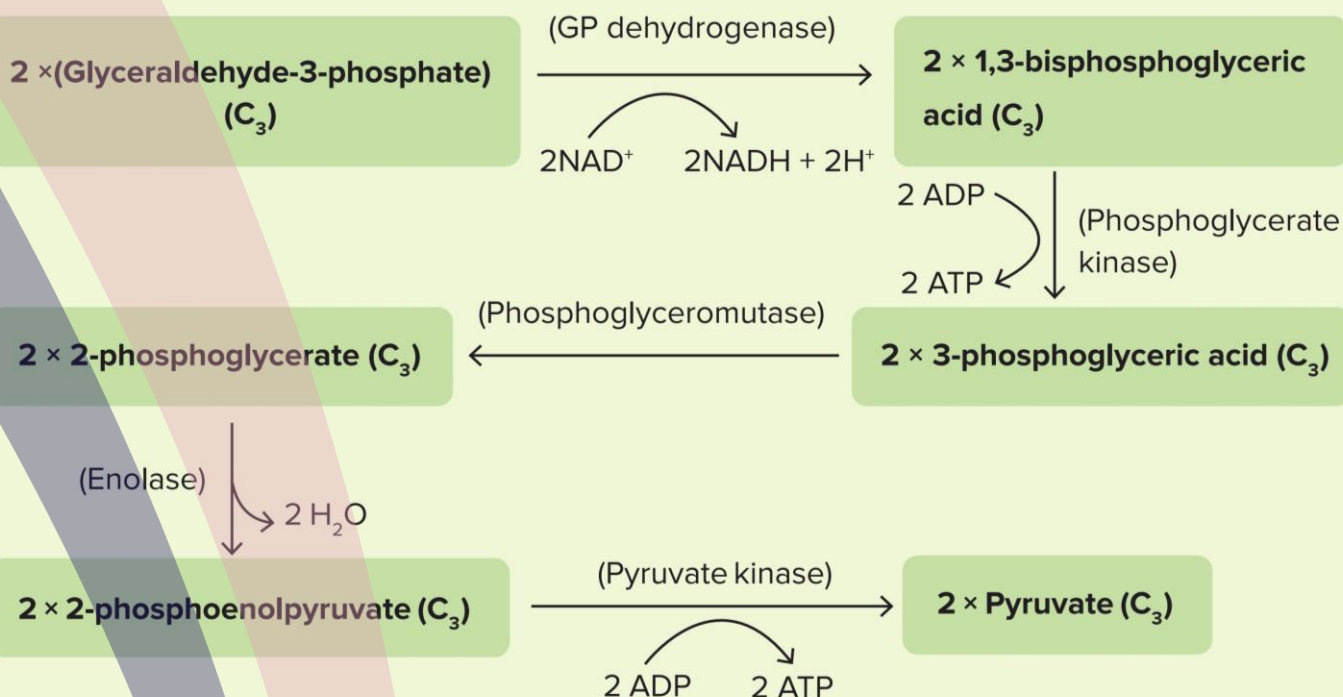 (GP dehydrogenase)
2 ×(Glyceraldehyde-3-phosphate)
(C₃)
2 × 1,3-bisphosphoglyceric
acid (C₃)
2NAD⁺ 2NADH + 2H⁺
2 ADP
(Phosphoglycerate
kinase)
2 ATP
(Phosphoglyceromutase)
2 × 3-phosphoglyceric acid (C₃)
2 × 2-phosphoglycerate (C₃)
(Enolase)
2 H₂O
2 × 2-phosphoenolpyruvate (C₃)
(Pyruvate kinase)
2 × Pyruvate (C₃)
2 ADP 2 ATP